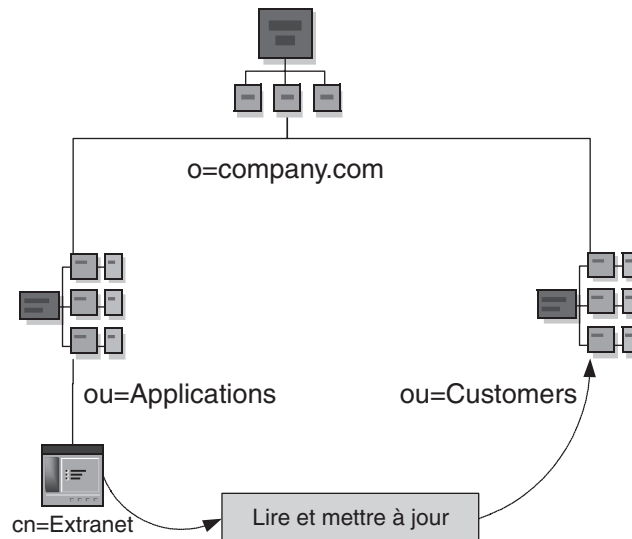 o=company.com
ou=Applications
ou=Customers
cn=Extranet
Lire et mettre à jour